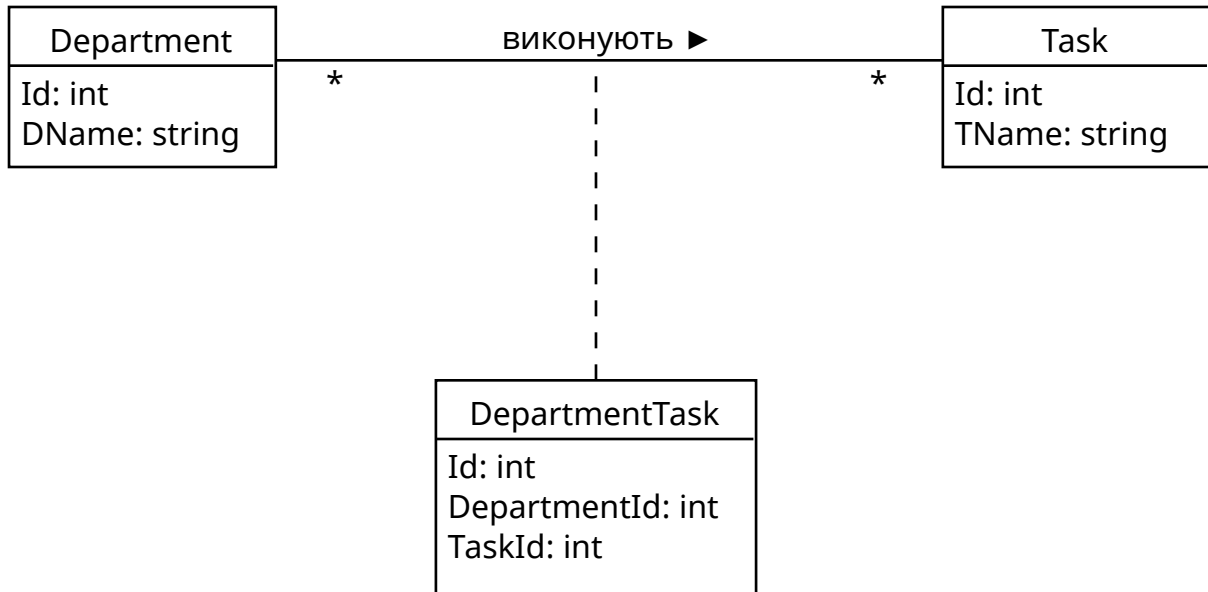 Department
Id: int
DName: string
виконують ►
*
*
Task
Id: int
TName: string
DepartmentTask
Id: int
DepartmentId: int
TaskId: int